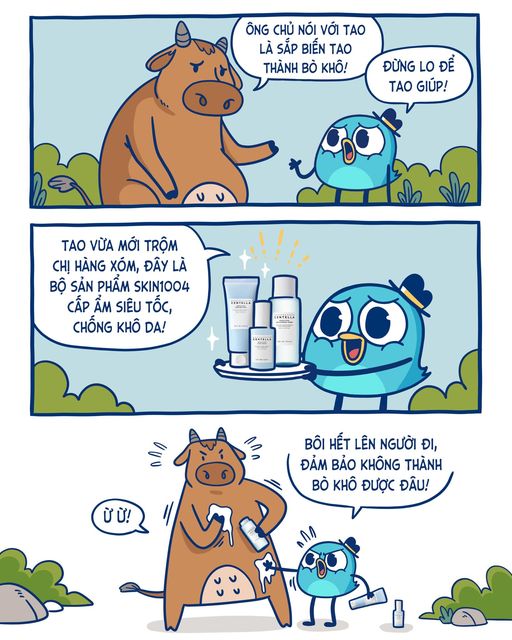 ÔNG CHỦ NÓI VỚI TAO
LÀ SẮP BIẾN TAO
THÀNH BÒ KHÔ!
ĐỪNG LO ĐỂ
TAO GIÚP!
TAO VỪA MỚI TRỘM
CHỊ HÀNG XÓM, ĐÂY LÀ
BỘ SẢN PHẨM SKIN1004
CẤP ẨM SIÊU TỐC,
CHỐNG KHÔ DA!
CENTELLA
CENTELLA
CENTELLA
BÔI HẾT LÊN NGƯỜI ĐI,
ĐẢM BẢO KHÔNG THÀNH
BÒ KHÔ ĐƯỢC ĐÂU!
Ừ Ừ!